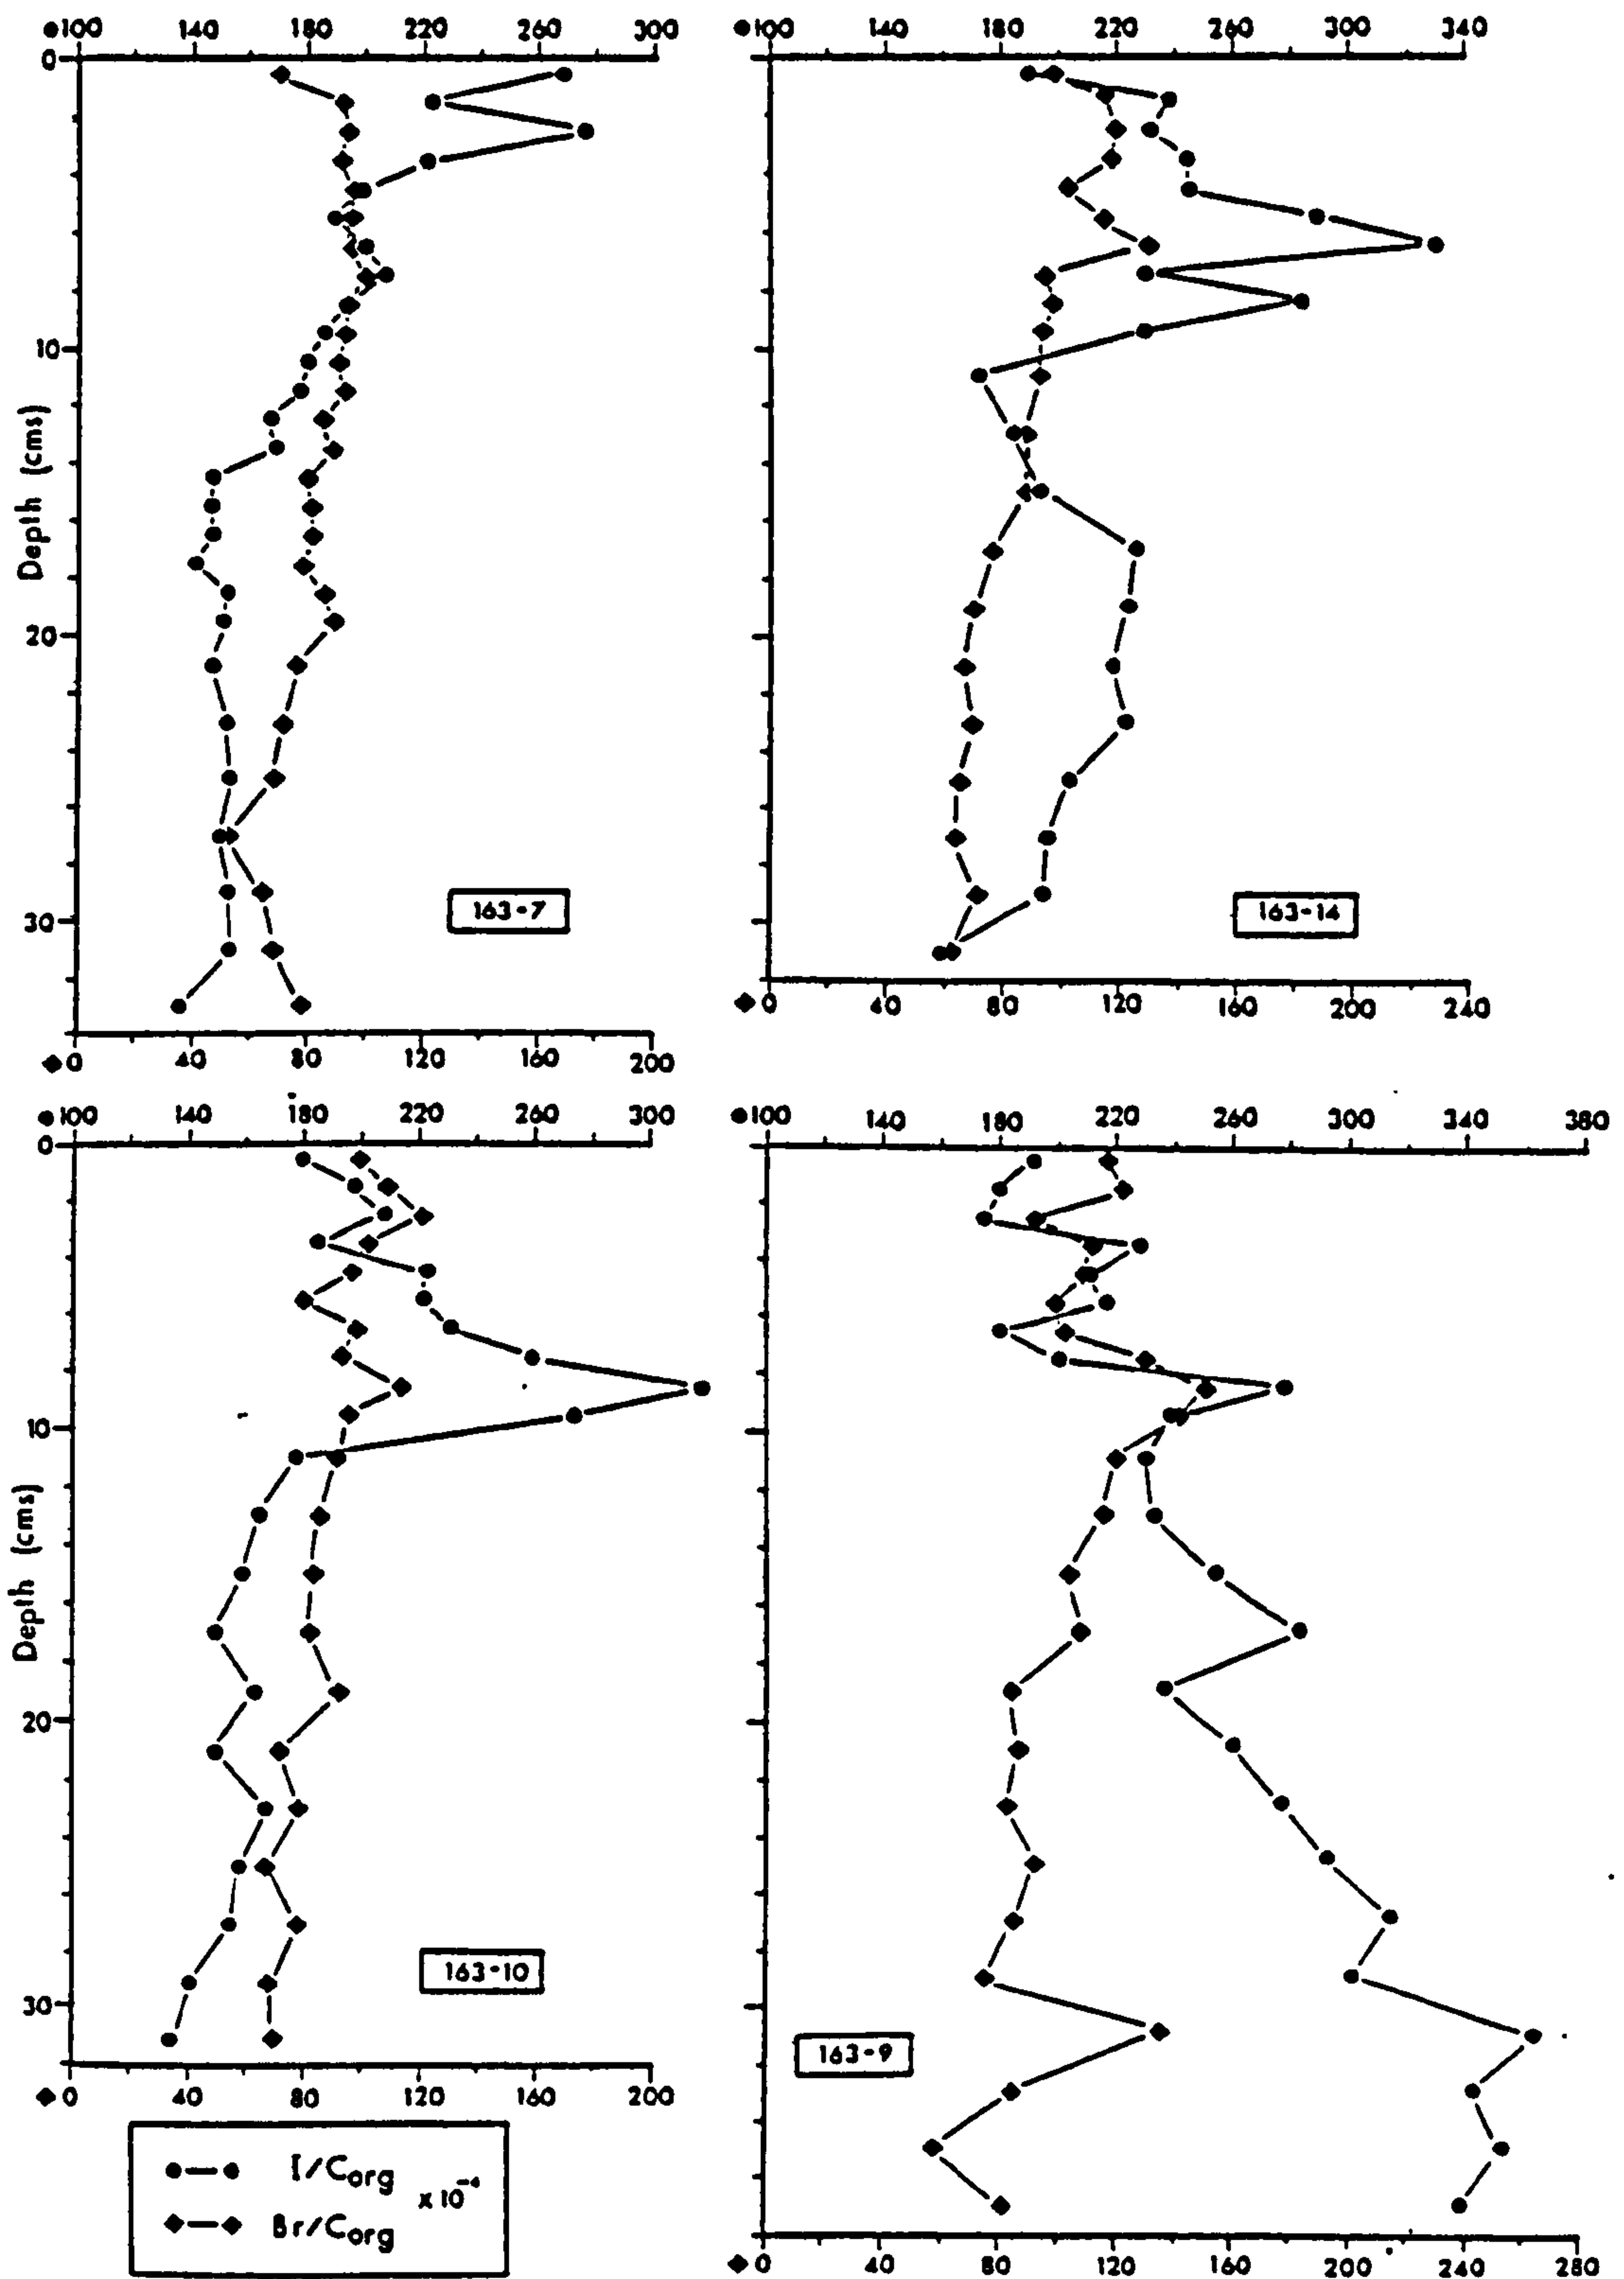 ●100 140 180 220 260 300
●100 140 180 220 260 300 340
0
10
20
30
Depth (cms)
163-7
163-14
◆0 40 80 120 160 200
◆0 40 80 120 160 200 240
●100 140 180 220 260 300
●100 140 180 220 260 300 340 380
0
10
20
30
Depth (cms)
163-10
163-9
◆0 40 80 120 160 200
◆0 40 80 120 160 200 240 280
●—● I/Corg x10⁻⁴
◆—◆ Br/Corg